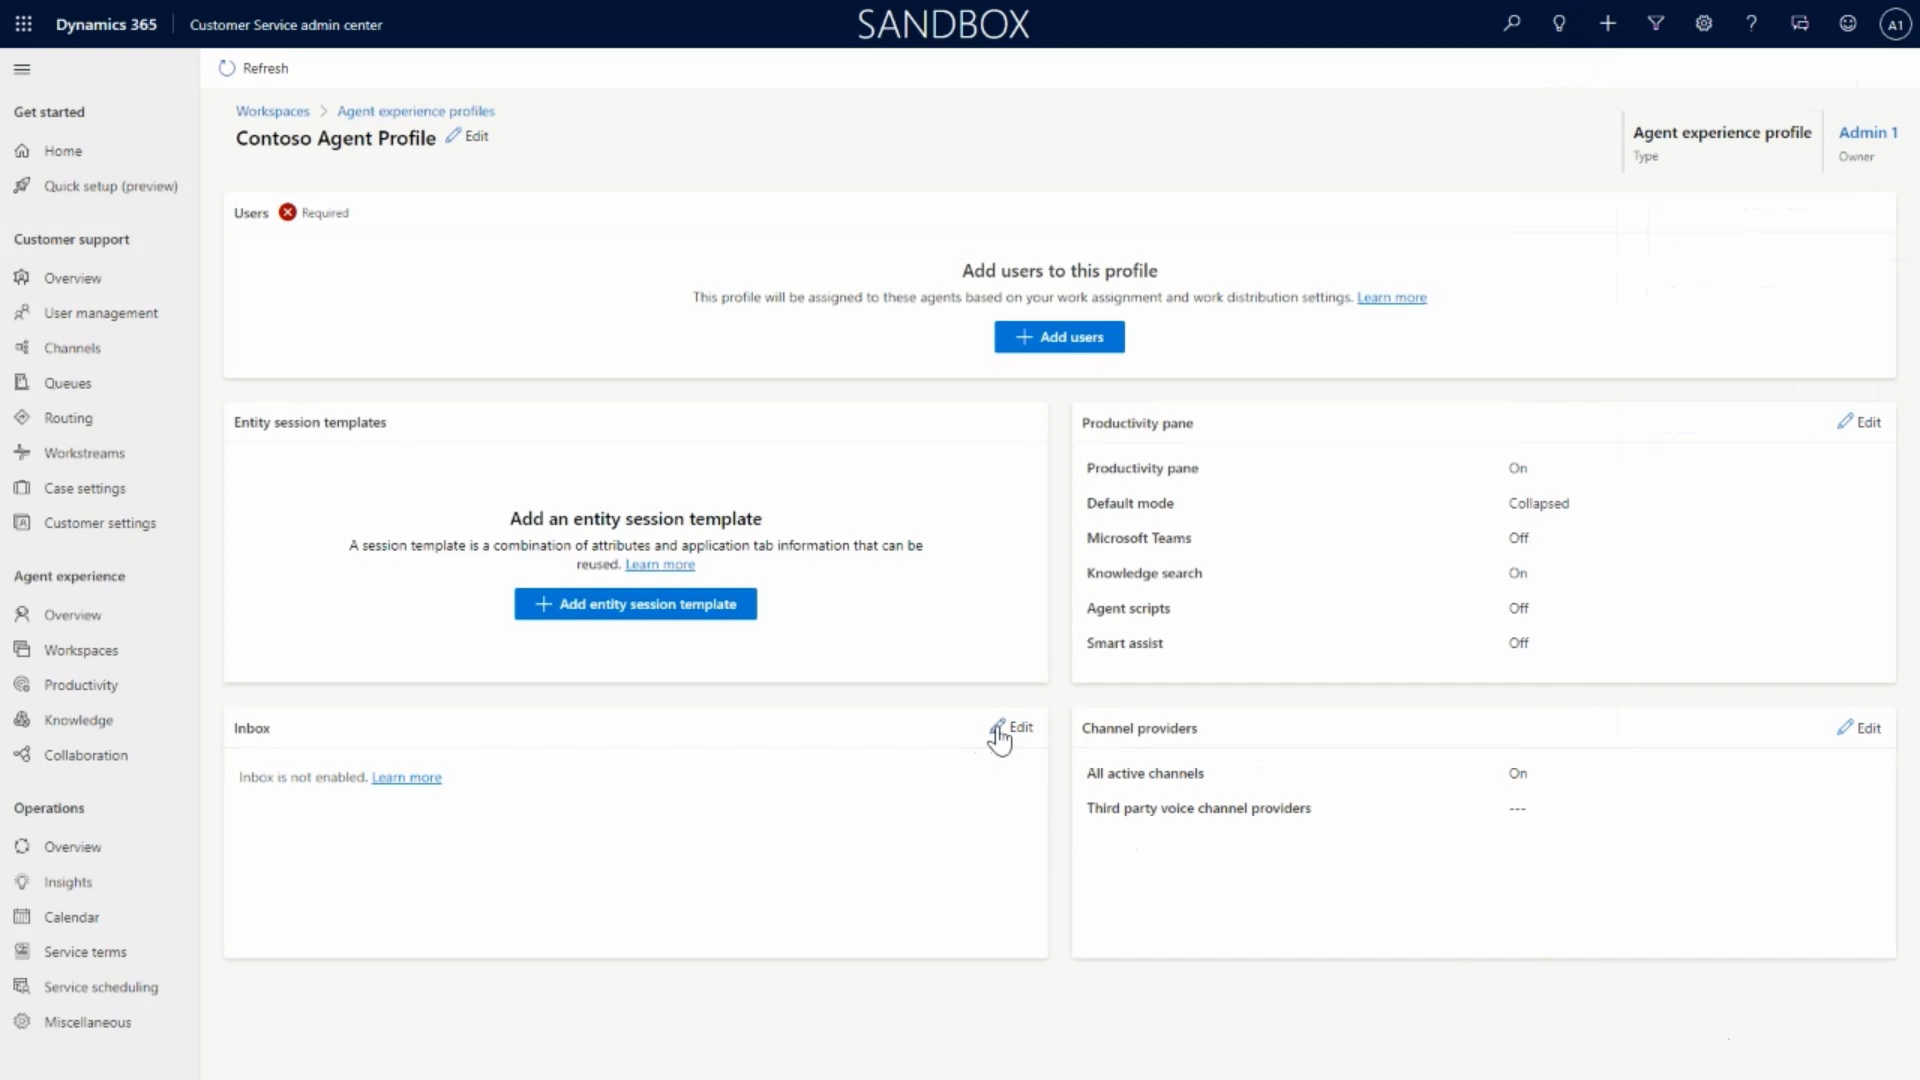 Dynamics 365
Customer Service admin center
SANDBOX
A1
Refresh
Get started
Home
Quick setup (preview)
Customer support
Overview
User management
Channels
Queues
Routing
Workstreams
Case settings
Customer settings
Agent experience
Overview
Workspaces
Productivity
Knowledge
Collaboration
Operations
Overview
Insights
Calendar
Service terms
Service scheduling
Miscellaneous
Workspaces > Agent experience profiles
Contoso Agent Profile Edit
Agent experience profile
Type
Admin 1
Owner
Users Required
Add users to this profile
This profile will be assigned to these agents based on your work assignment and work distribution settings. Learn more
Add users
Entity session templates
Add an entity session template
A session template is a combination of attributes and application tab information that can be
reused. Learn more
Add entity session template
Productivity pane Edit
Productivity pane On
Default mode Collapsed
Microsoft Teams Off
Knowledge search On
Agent scripts Off
Smart assist Off
Inbox Edit
Inbox is not enabled. Learn more
Channel providers Edit
All active channels On
Third party voice channel providers ---